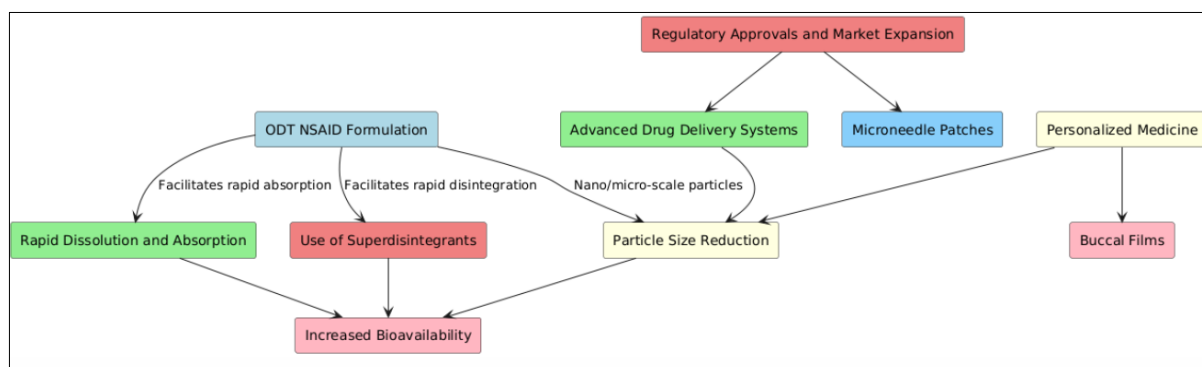 Regulatory Approvals and Market Expansion
ODT NSAID Formulation
Advanced Drug Delivery Systems
Microneedle Patches
Personalized Medicine
Facilitates rapid absorption
Facilitates rapid disintegration
Nano/micro-scale particles
Rapid Dissolution and Absorption
Use of Superdisintegrants
Particle Size Reduction
Buccal Films
Increased Bioavailability